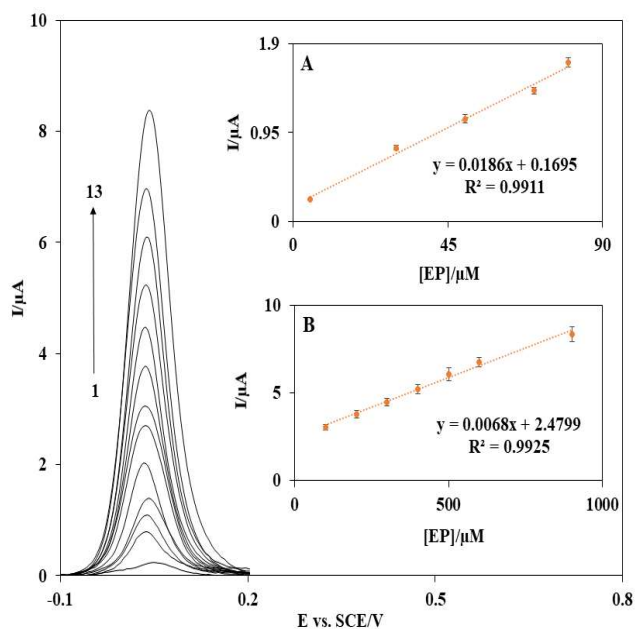 10
8
6
4
2
0
I/µA
-0.1
0.2
0.5
0.8
E vs. SCE/V
13
1
A
1.9
0.95
0
I/µA
y = 0.0186x + 0.1695
R² = 0.9911
0
45
90
[EP]/µM
B
10
5
0
I/µA
y = 0.0068x + 2.4799
R² = 0.9925
0
500
1000
[EP]/µM